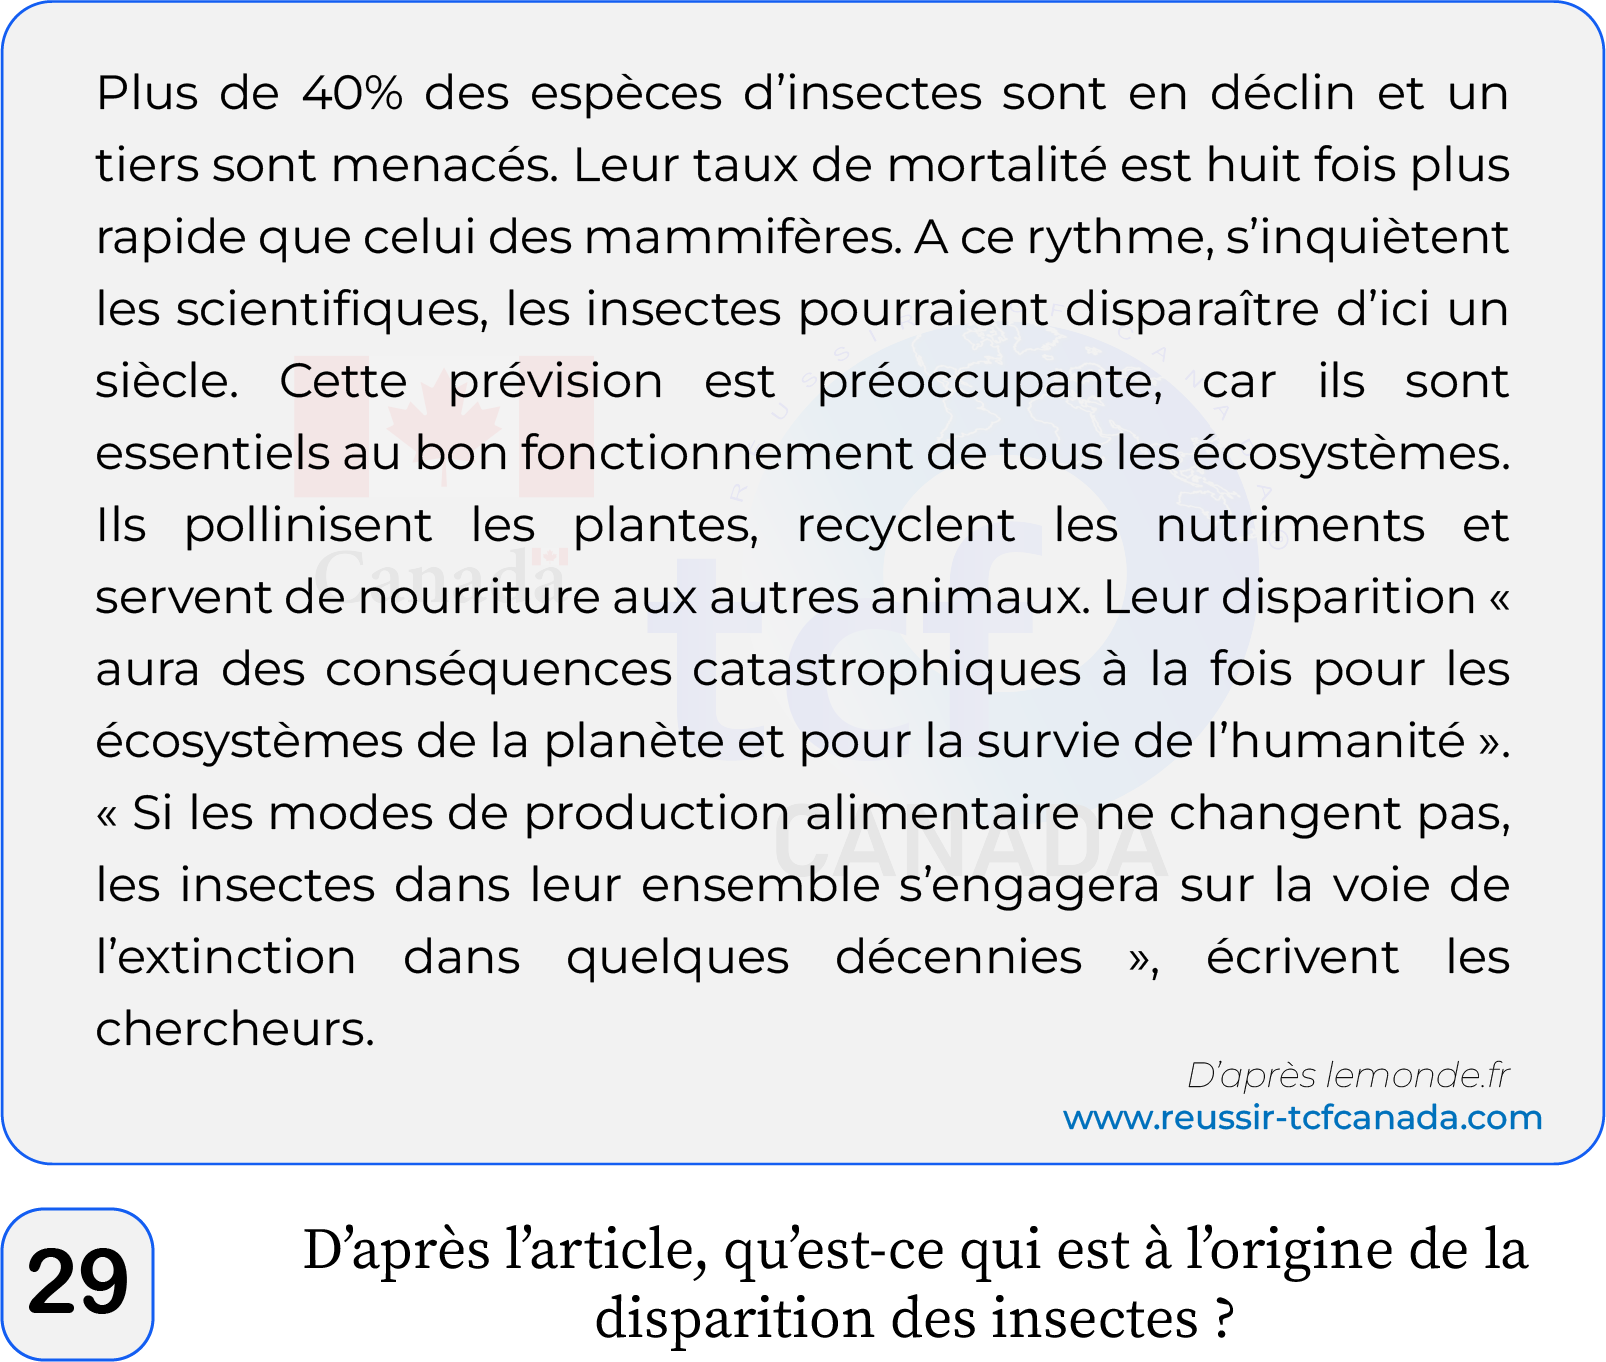 Plus de 40% des espèces d’insectes sont en déclin et un
tiers sont menacés. Leur taux de mortalité est huit fois plus
rapide que celui des mammifères. A ce rythme, s’inquiètent
les scientifiques, les insectes pourraient disparaître d’ici un
siècle. Cette prévision est préoccupante, car ils sont
essentiels au bon fonctionnement de tous les écosystèmes.
Ils pollinisent les plantes, recyclent les nutriments et
servent de nourriture aux autres animaux. Leur disparition «
aura des conséquences catastrophiques à la fois pour les
écosystèmes de la planète et pour la survie de l’humanité ».
« Si les modes de production alimentaire ne changent pas,
les insectes dans leur ensemble s’engagera sur la voie de
l’extinction dans quelques décennies », écrivent les
chercheurs.
D’après lemonde.fr
www.reussir-tcfcanada.com
Canada
tcf
CANADA
29
D’après l’article, qu’est-ce qui est à l’origine de la
disparition des insectes ?